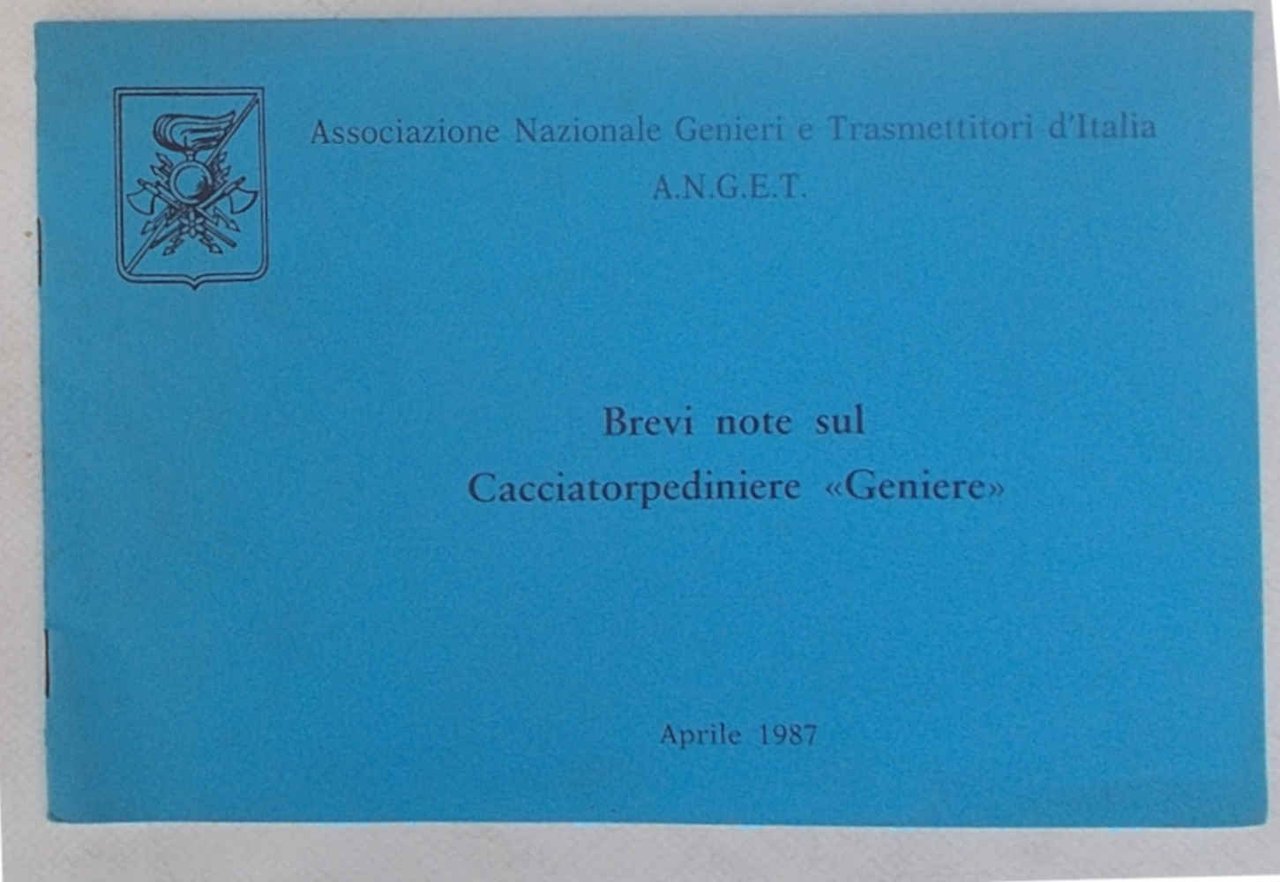 Associazione Nazionale Genieri e Trasmettitori d'Italia
A.N.G.E.T.
Brevi note sul
Cacciatorpediniere «Geniere»
Aprile 1987